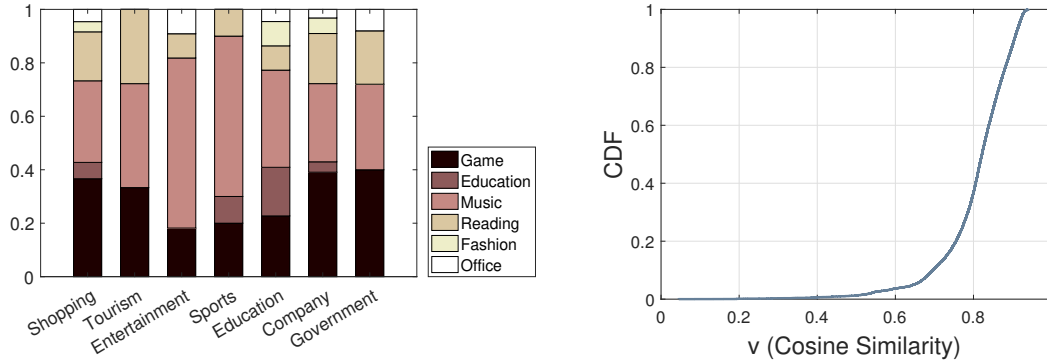 1
0.8
0.6
0.4
0.2
0
Shopping
Tourism
Entertainment
Sports
Education
Company
Government
Game
Education
Music
Reading
Fashion
Office
CDF
1
0.8
0.6
0.4
0.2
0
0 0.2 0.4 0.6 0.8 1
v (Cosine Similarity)